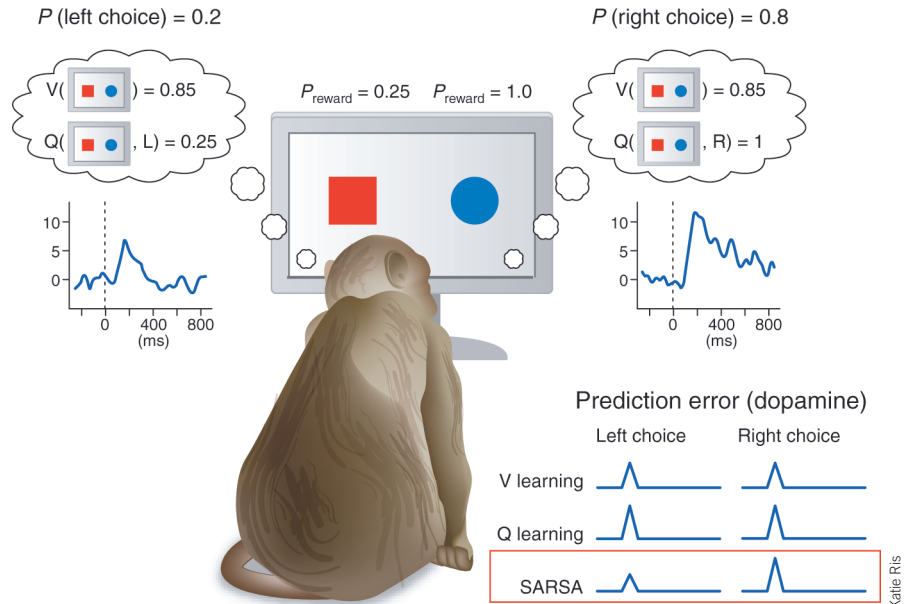 P (left choice) = 0.2
P (right choice) = 0.8
V( ) = 0.85
Q( , L) = 0.25
P reward = 0.25 P reward = 1.0
V( ) = 0.85
Q( , R) = 1
10
5
0
0 400 800
(ms)
10
5
0
0 400 800
(ms)
Prediction error (dopamine)
Left choice Right choice
V learning
Q learning
SARSA
Katie Ris